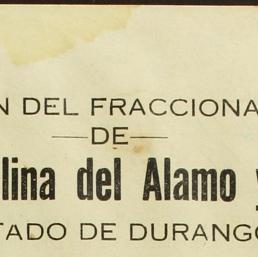 N DEL FRACCIONA
—DE—
lina del Alamo y
TADO DE DURANGO